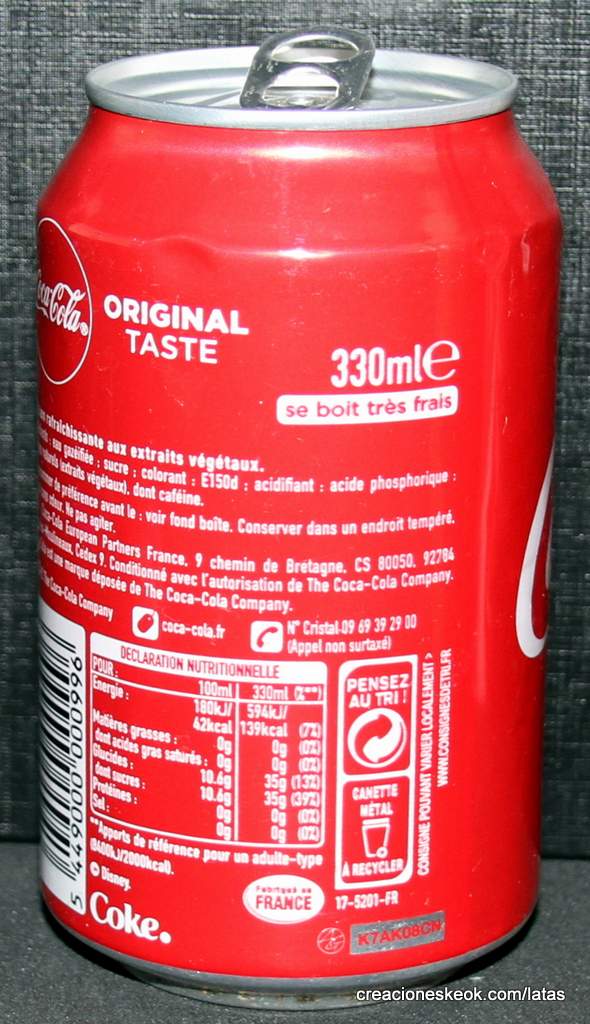 Coca-Cola
ORIGINAL
TASTE
330ml e
se boit très frais
rafraîchissante aux extraits végétaux.
: eau gazéifiée ; sucre ; colorant : E150d ; acidifiant : acide phosphorique ;
(extraits végétaux), dont caféine.
de préférence avant le : voir fond boîte. Conserver dans un endroit tempéré.
Ne pas agiter.
European Partners France, 9 chemin de Bretagne, CS 80050, 92784
Cedex 9. Conditionné avec l'autorisation de The Coca-Cola Company.
est une marque déposée de The Coca-Cola Company.
The Coca-Cola Company
coca-cola.fr
N° Cristal 09 69 39 29 00
(Appel non surtaxé)
DECLARATION NUTRITIONNELLE
POUR : 100ml 330ml (%**)
Energie : 180kJ/ 594kJ/
42kcal 139kcal (7%)
Matières grasses : 0g 0g (0%)
dont acides gras saturés : 0g 0g (0%)
Glucides : 10.6g 35g (13%)
dont sucres : 10.6g 35g (39%)
Protéines : 0g 0g (0%)
Sel : 0g 0g (0%)
**Apports de référence pour un adulte-type
(8400kJ/2000kcal).
© Disney.
Coke.
5 449000 000996
PENSEZ
AU TRI !
CANETTE
MÉTAL
À RECYCLER
CONSIGNE POUVANT VARIER LOCALEMENT >
WWW.CONSIGNESDETRI.FR
Fabriqué en
FRANCE
17-5201-FR
K7AK08CN
creacioneskeok.com/latas